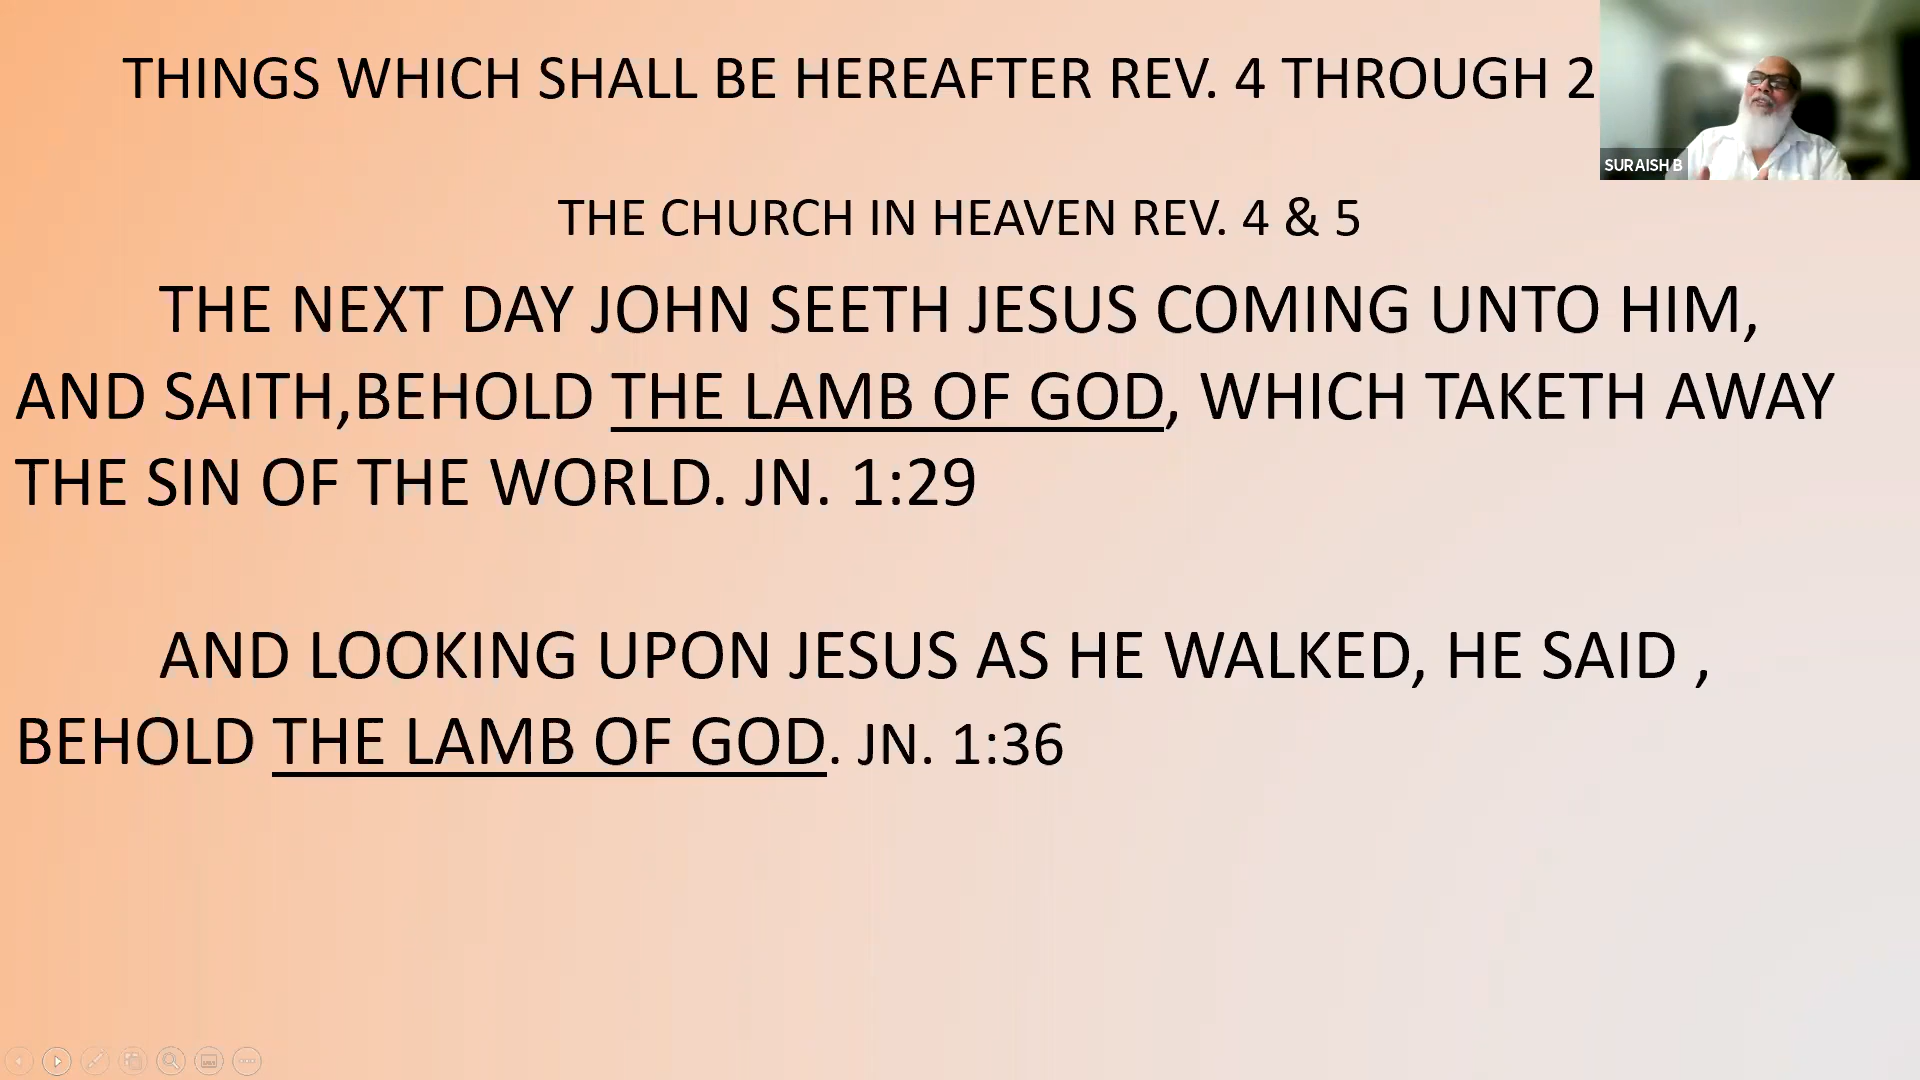 THINGS WHICH SHALL BE HEREAFTER REV. 4 THROUGH 2
SURAISH B
THE CHURCH IN HEAVEN REV. 4 & 5
THE NEXT DAY JOHN SEETH JESUS COMING UNTO HIM,
AND SAITH,BEHOLD THE LAMB OF GOD, WHICH TAKETH AWAY
THE SIN OF THE WORLD. JN. 1:29
AND LOOKING UPON JESUS AS HE WALKED, HE SAID ,
BEHOLD THE LAMB OF GOD. JN. 1:36